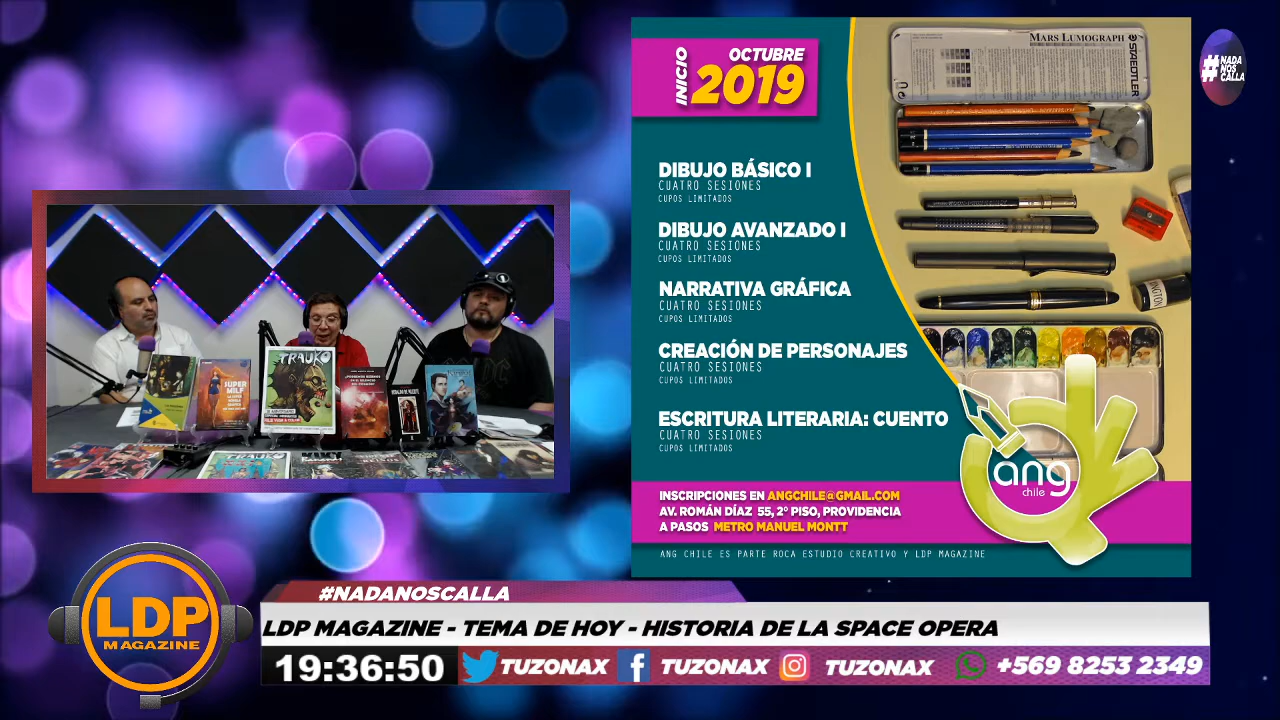 INICIO
OCTUBRE
2019
MARS LUMOGRAPH
STAEDTLER
#NADA
NOS
CALLA
DIBUJO BÁSICO I
CUATRO SESIONES
CUPOS LIMITADOS
DIBUJO AVANZADO I
CUATRO SESIONES
CUPOS LIMITADOS
NARRATIVA GRÁFICA
CUATRO SESIONES
CUPOS LIMITADOS
CREACIÓN DE PERSONAJES
CUATRO SESIONES
CUPOS LIMITADOS
ESCRITURA LITERARIA: CUENTO
CUATRO SESIONES
CUPOS LIMITADOS
ang
chile
INSCRIPCIONES EN ANGCHILE@GMAIL.COM
AV. ROMÁN DÍAZ 55, 2° PISO, PROVIDENCIA
A PASOS METRO MANUEL MONTT
ANG CHILE ES PARTE ROCA ESTUDIO CREATIVO Y LDP MAGAZINE
TRAUKO
SUPER
TRAUKO
LDP
MAGAZINE
#NADANOSCALLA
LDP MAGAZINE - TEMA DE HOY - HISTORIA DE LA SPACE OPERA
19:36:50 TUZONAX TUZONAX TUZONAX +569 8253 2349